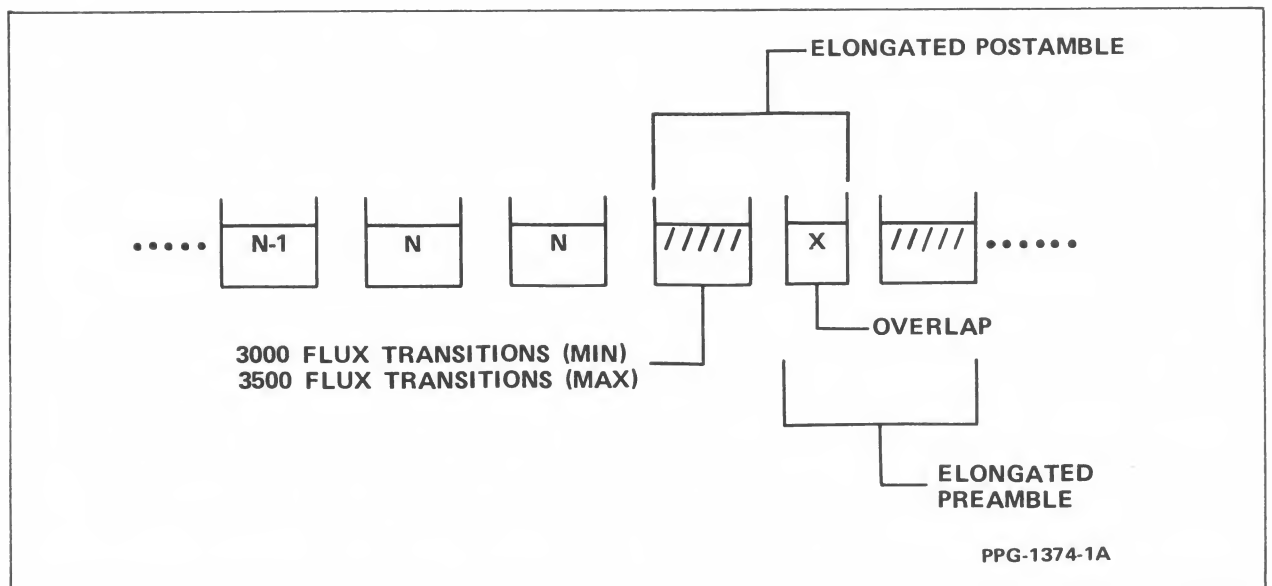 ELONGATED POSTAMBLE
..... N-1 N N ///// X ///// ......
OVERLAP
3000 FLUX TRANSITIONS (MIN)
3500 FLUX TRANSITIONS (MAX)
ELONGATED
PREAMBLE
PPG-1374-1A